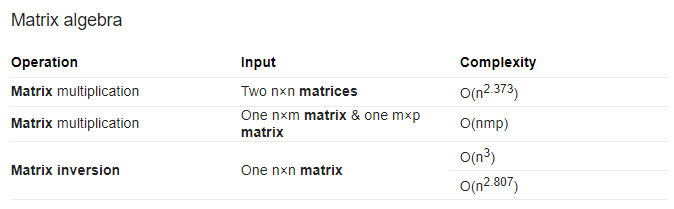 Matrix algebra
Operation Input Complexity
Matrix multiplication Two n×n matrices O(n^2.373)
Matrix multiplication One n×m matrix & one m×p matrix O(nmp)
Matrix inversion One n×n matrix O(n^3)
O(n^2.807)